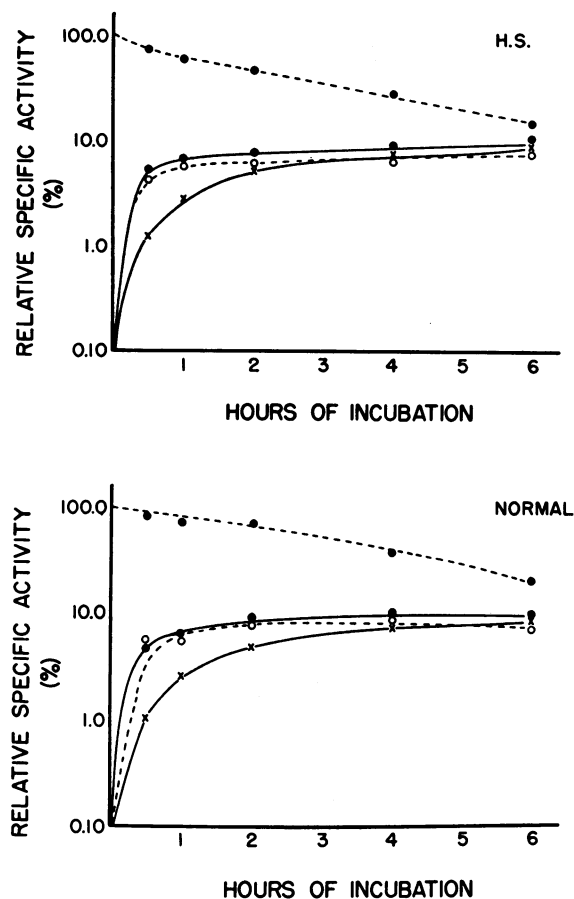 H.S.
100.0
10.0
1.0
0.10
RELATIVE SPECIFIC ACTIVITY
(%)
1 2 3 4 5 6
HOURS OF INCUBATION
NORMAL
100.0
10.0
1.0
0.10
RELATIVE SPECIFIC ACTIVITY
(%)
1 2 3 4 5 6
HOURS OF INCUBATION